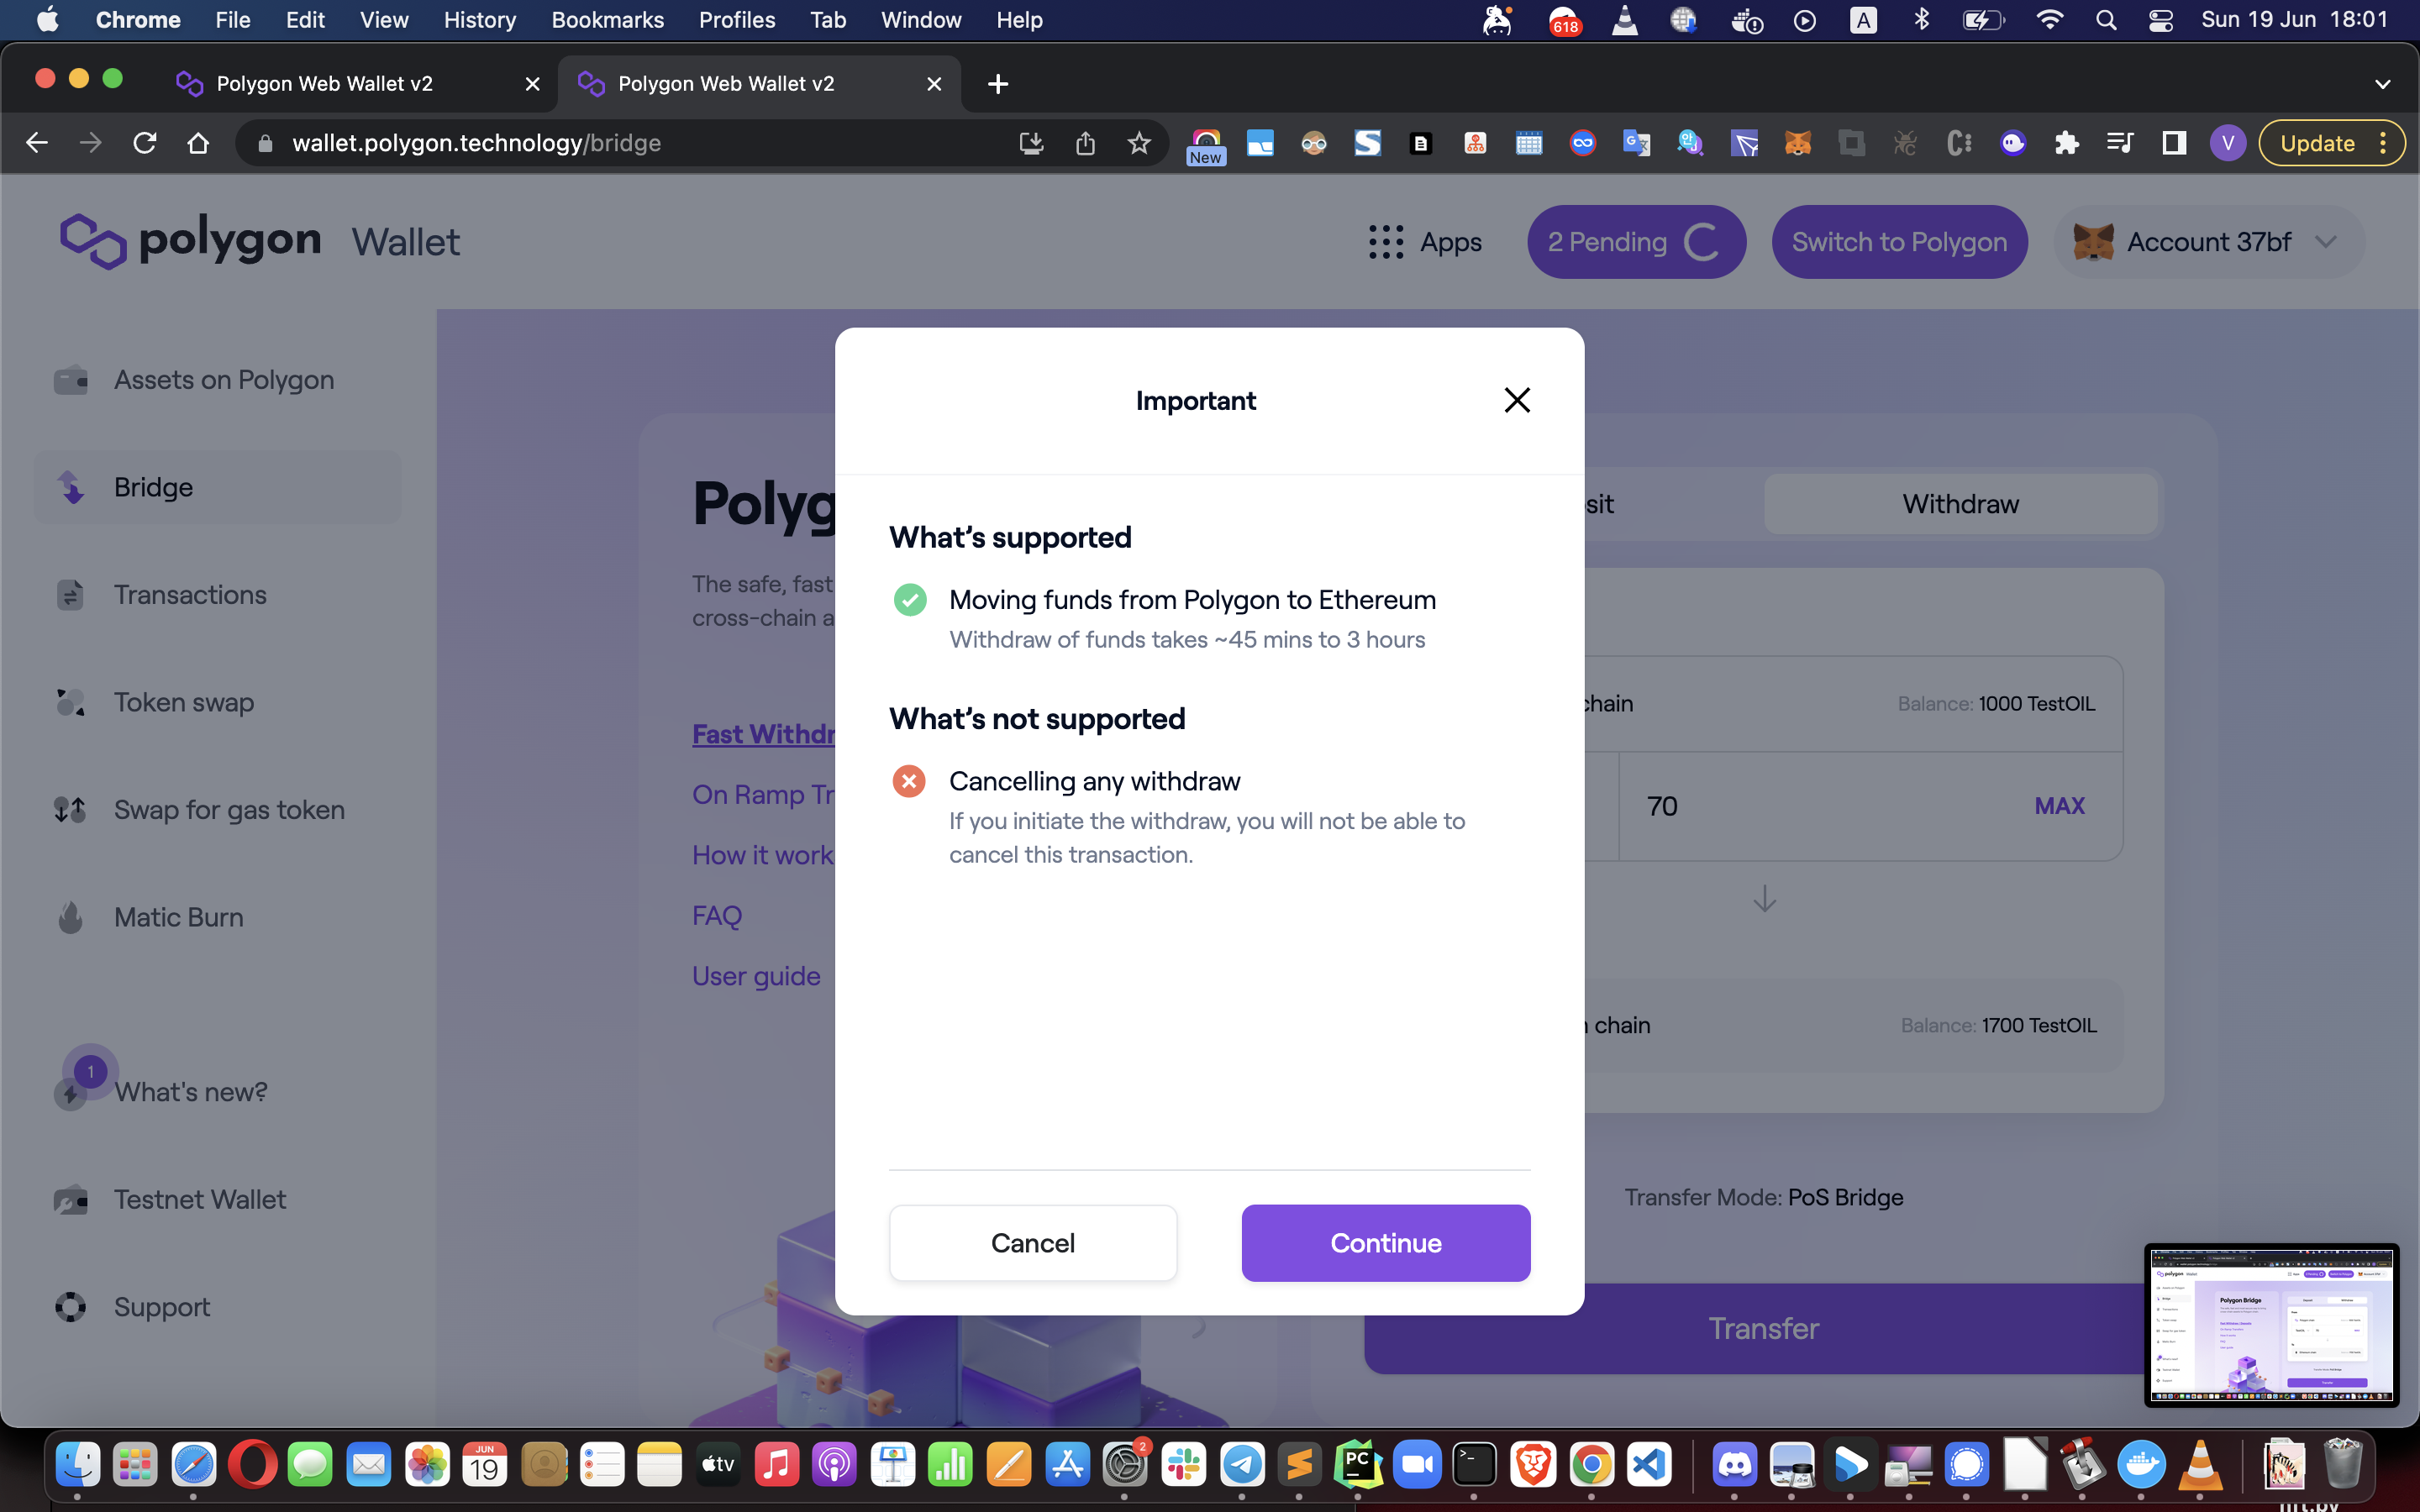 Chrome File Edit View History Bookmarks Profiles Tab Window Help
618
A
Sun 19 Jun 18:01
Polygon Web Wallet v2
Polygon Web Wallet v2
wallet.polygon.technology/bridge
New
V
Update
polygon Wallet
Apps
2 Pending
Switch to Polygon
Account 37bf
Assets on Polygon
Bridge
Transactions
Token swap
Swap for gas token
Matic Burn
1
What's new?
Testnet Wallet
Support
Polyg
The safe, fast
cross-chain a
Fast Withdr
On Ramp Tr
How it work
FAQ
User guide
Important
What's supported
Moving funds from Polygon to Ethereum
Withdraw of funds takes ~45 mins to 3 hours
What's not supported
Cancelling any withdraw
If you initiate the withdraw, you will not be able to
cancel this transaction.
Cancel
Continue
sit
Withdraw
chain
Balance: 1000 TestOIL
70
MAX
chain
Balance: 1700 TestOIL
Transfer Mode: PoS Bridge
Transfer
Polygon Bridge
JUN
19
tv
2
PC